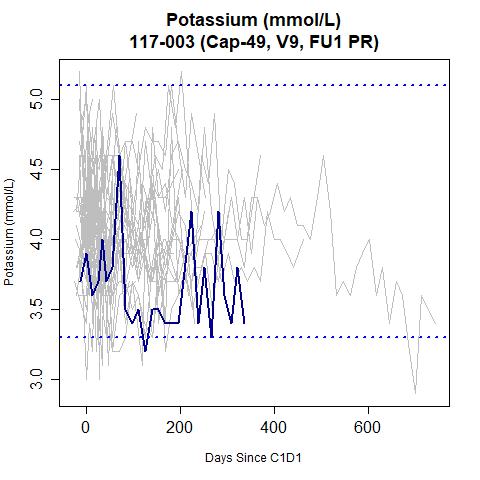 Potassium (mmol/L)
117-003 (Cap-49, V9, FU1 PR)
Potassium (mmol/L)
5.0
4.5
4.0
3.5
3.0
0
200
400
600
Days Since C1D1